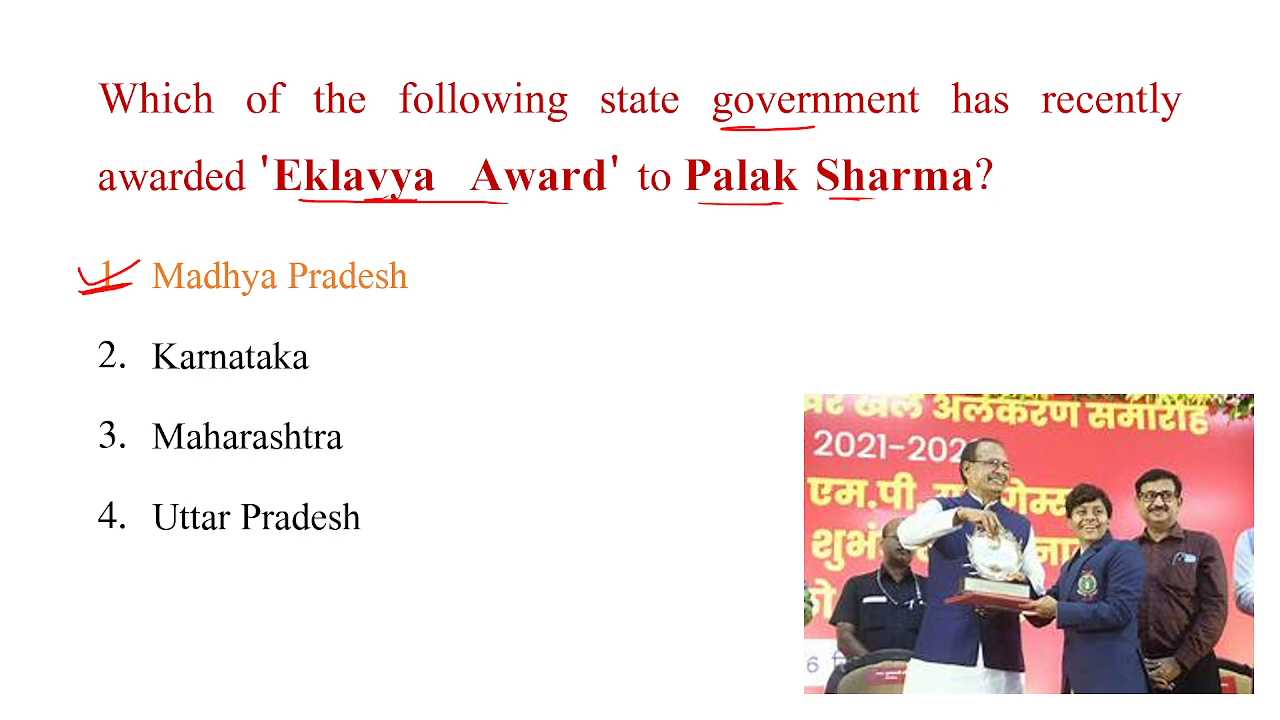 Which of the following state government has recently
awarded 'Eklavya Award' to Palak Sharma?
1. Madhya Pradesh
2. Karnataka
3. Maharashtra
4. Uttar Pradesh
खेल अलंकरण समारोह
2021-202
एम.पी.
गेम्स
को
6